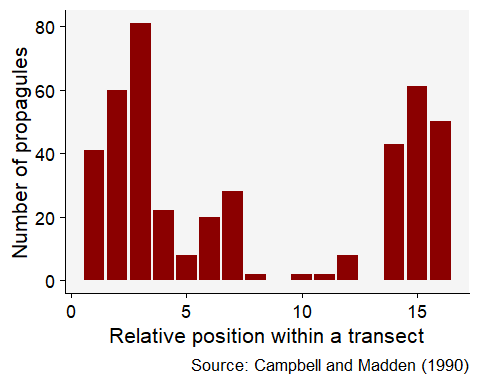 Number of propagules
80
60
40
20
0
0 5 10 15
Relative position within a transect
Source: Campbell and Madden (1990)